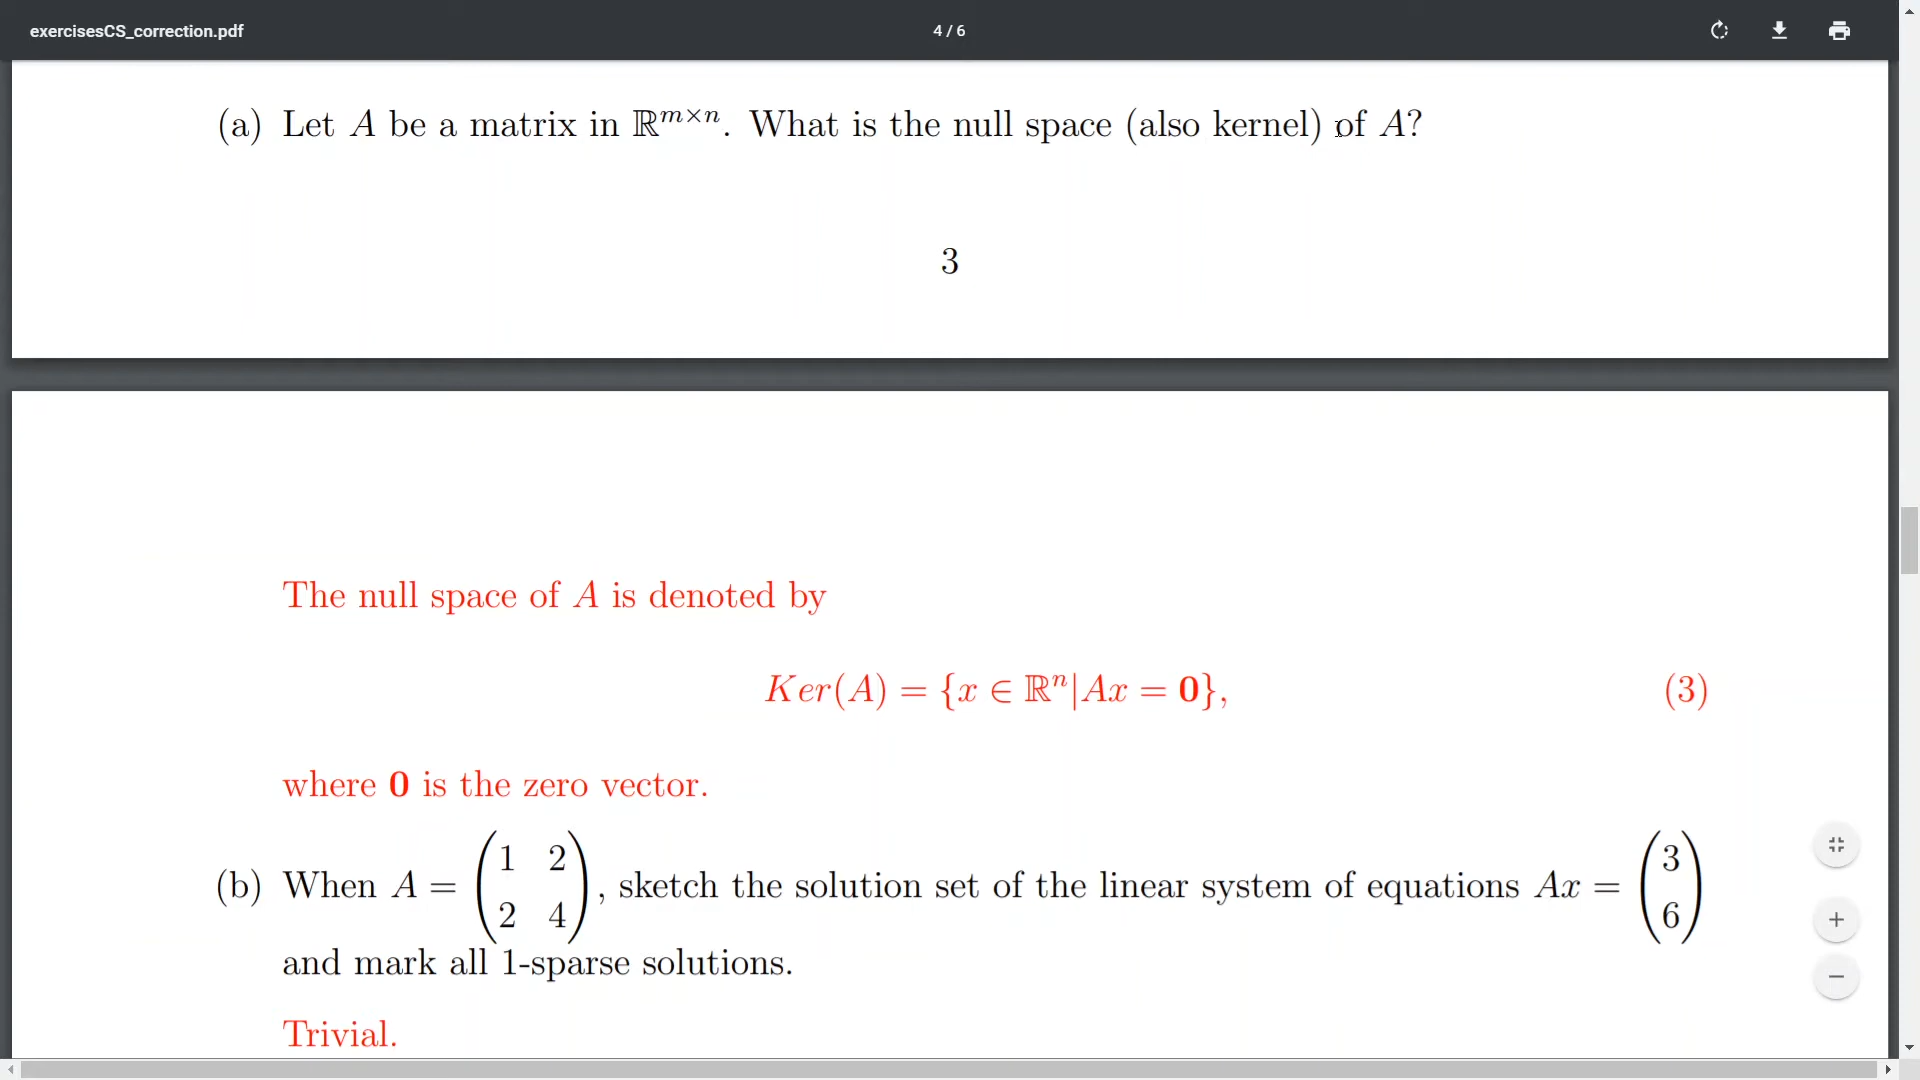 exercisesCS_correction.pdf
4 / 6
(a) Let A be a matrix in ℝ^{m×n}. What is the null space (also kernel) of A?
3
The null space of A is denoted by
Ker(A) = {x ∈ ℝⁿ|Ax = 𝟎}, (3)
where 𝟎 is the zero vector.
(b) When A = (1 2; 2 4), sketch the solution set of the linear system of equations Ax = (3; 6)
and mark all 1-sparse solutions.
Trivial.